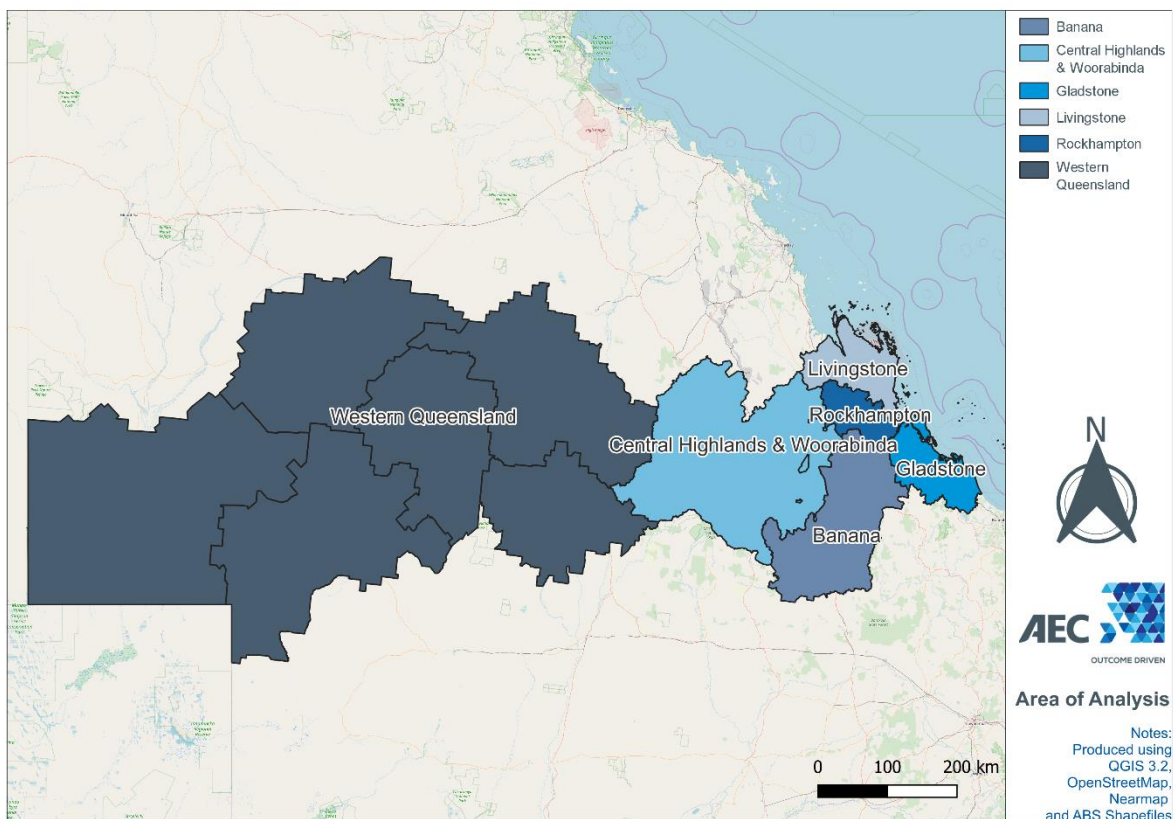 Banana
Central Highlands
& Woorabinda
Gladstone
Livingstone
Rockhampton
Western
Queensland
Livingstone
Rockhampton
Western Queensland
Central Highlands & Woorabinda
Gladstone
Banana
N
AEC
OUTCOME DRIVEN
Area of Analysis
Notes:
Produced using
QGIS 3.2,
OpenStreetMap,
Nearmap
and ABS Shapefiles
0 100 200 km